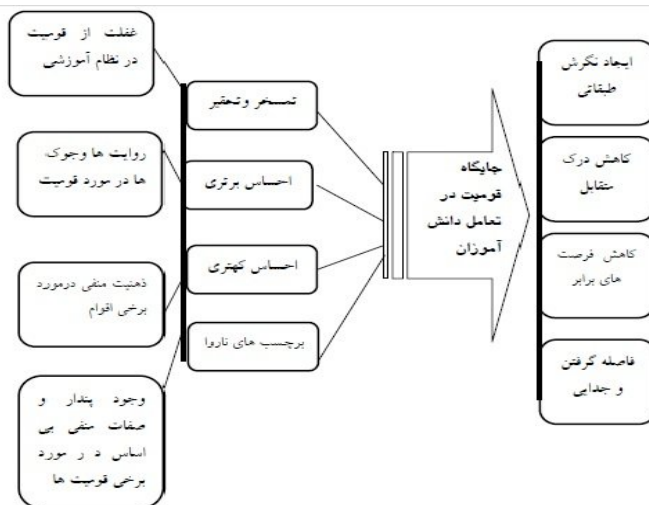 غفلت از قومیت
در نظام آموزشی
روایت ها وجوک
ها در مورد قومیت
ذهنیت منفی درمورد
برخی اقوام
وجود پندار و
صفات منفی بی
اساس د ر مورد
برخی قومیت ها
تمسخر وتحقیر
احساس برتری
احساس کهتری
برچسب های ناروا
جایگاه
قومیت در
تعامل دانش
آموزان
ایجاد نگرش
طبقاتی
کاهش درک
متقابل
کاهش فرصت
های برابر
فاصله گرفتن
و جدایی